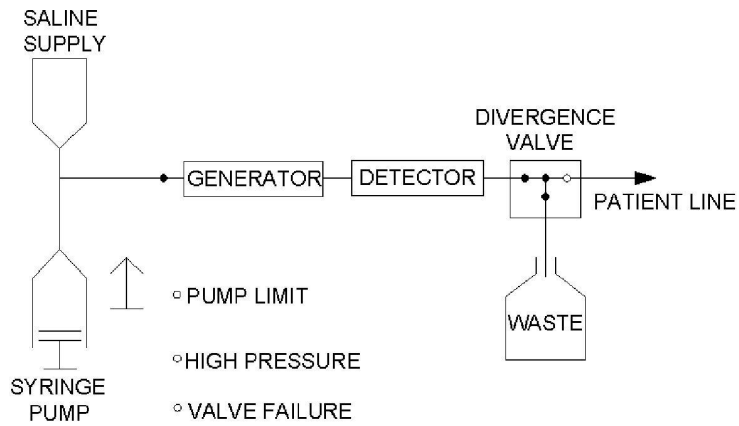 SALINE
SUPPLY
DIVERGENCE
VALVE
GENERATOR
DETECTOR
PATIENT LINE
PUMP LIMIT
WASTE
HIGH PRESSURE
SYRINGE
PUMP
VALVE FAILURE